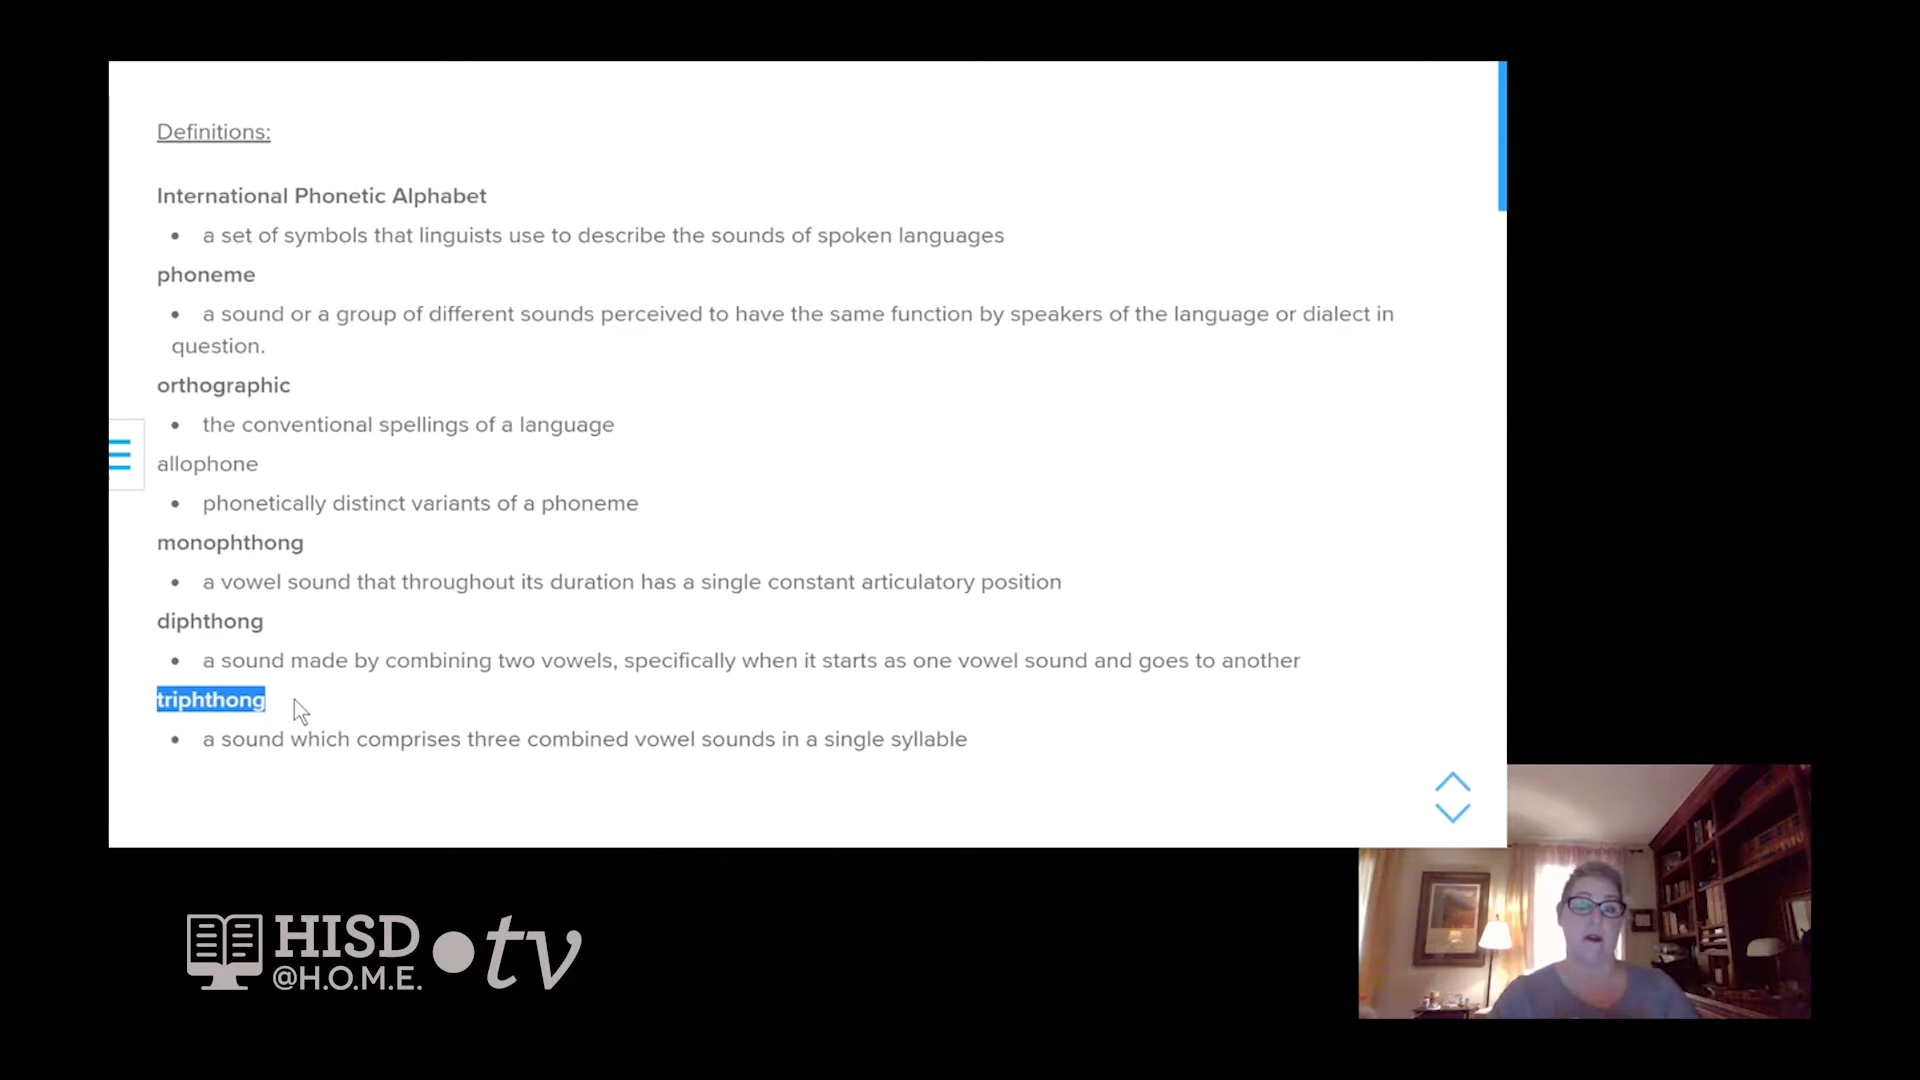 Definitions:
International Phonetic Alphabet
• a set of symbols that linguists use to describe the sounds of spoken languages
phoneme
• a sound or a group of different sounds perceived to have the same function by speakers of the language or dialect in
question.
orthographic
• the conventional spellings of a language
allophone
• phonetically distinct variants of a phoneme
monophthong
• a vowel sound that throughout its duration has a single constant articulatory position
diphthong
• a sound made by combining two vowels, specifically when it starts as one vowel sound and goes to another
triphthong
• a sound which comprises three combined vowel sounds in a single syllable
HISD
@H.O.M.E.
•tv